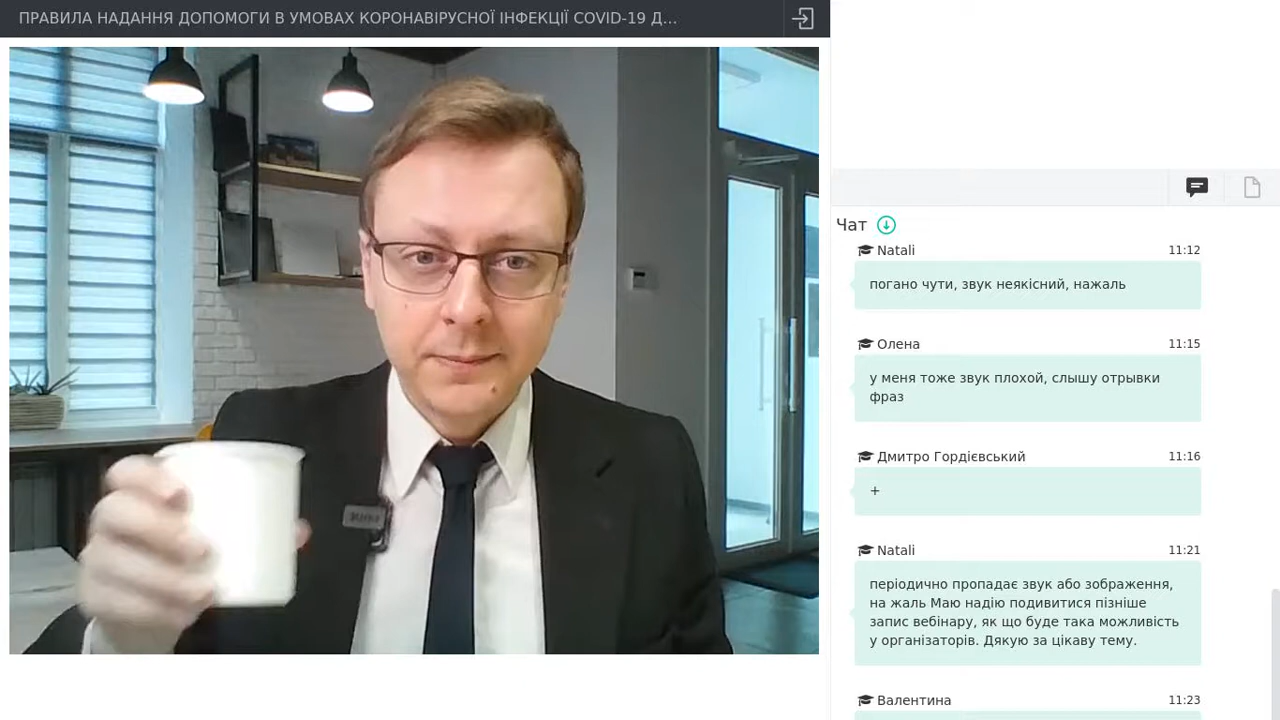 ПРАВИЛА НАДАННЯ ДОПОМОГИ В УМОВАХ КОРОНАВІРУСНОЇ ІНФЕКЦІЇ COVID-19 Д...
Чат
Natali 11:12
погано чути, звук неякісний, нажаль
Олена 11:15
у меня тоже звук плохой, слышу отрывки
фраз
Дмитро Гордієвський 11:16
+
Natali 11:21
періодично пропадає звук або зображення,
на жаль Маю надію подивитися пізніше
запис вебінару, як що буде така можливість
у організаторів. Дякую за цікаву тему.
Валентина 11:23